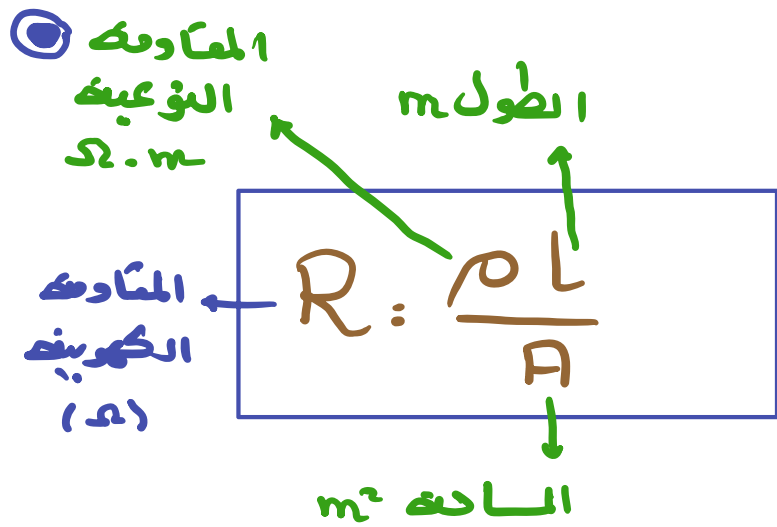 المقاومة
النوعية
Ω.m
الطول m
R = ρL
A
المقاومة
الكهربية
(Ω)
المساحة m²